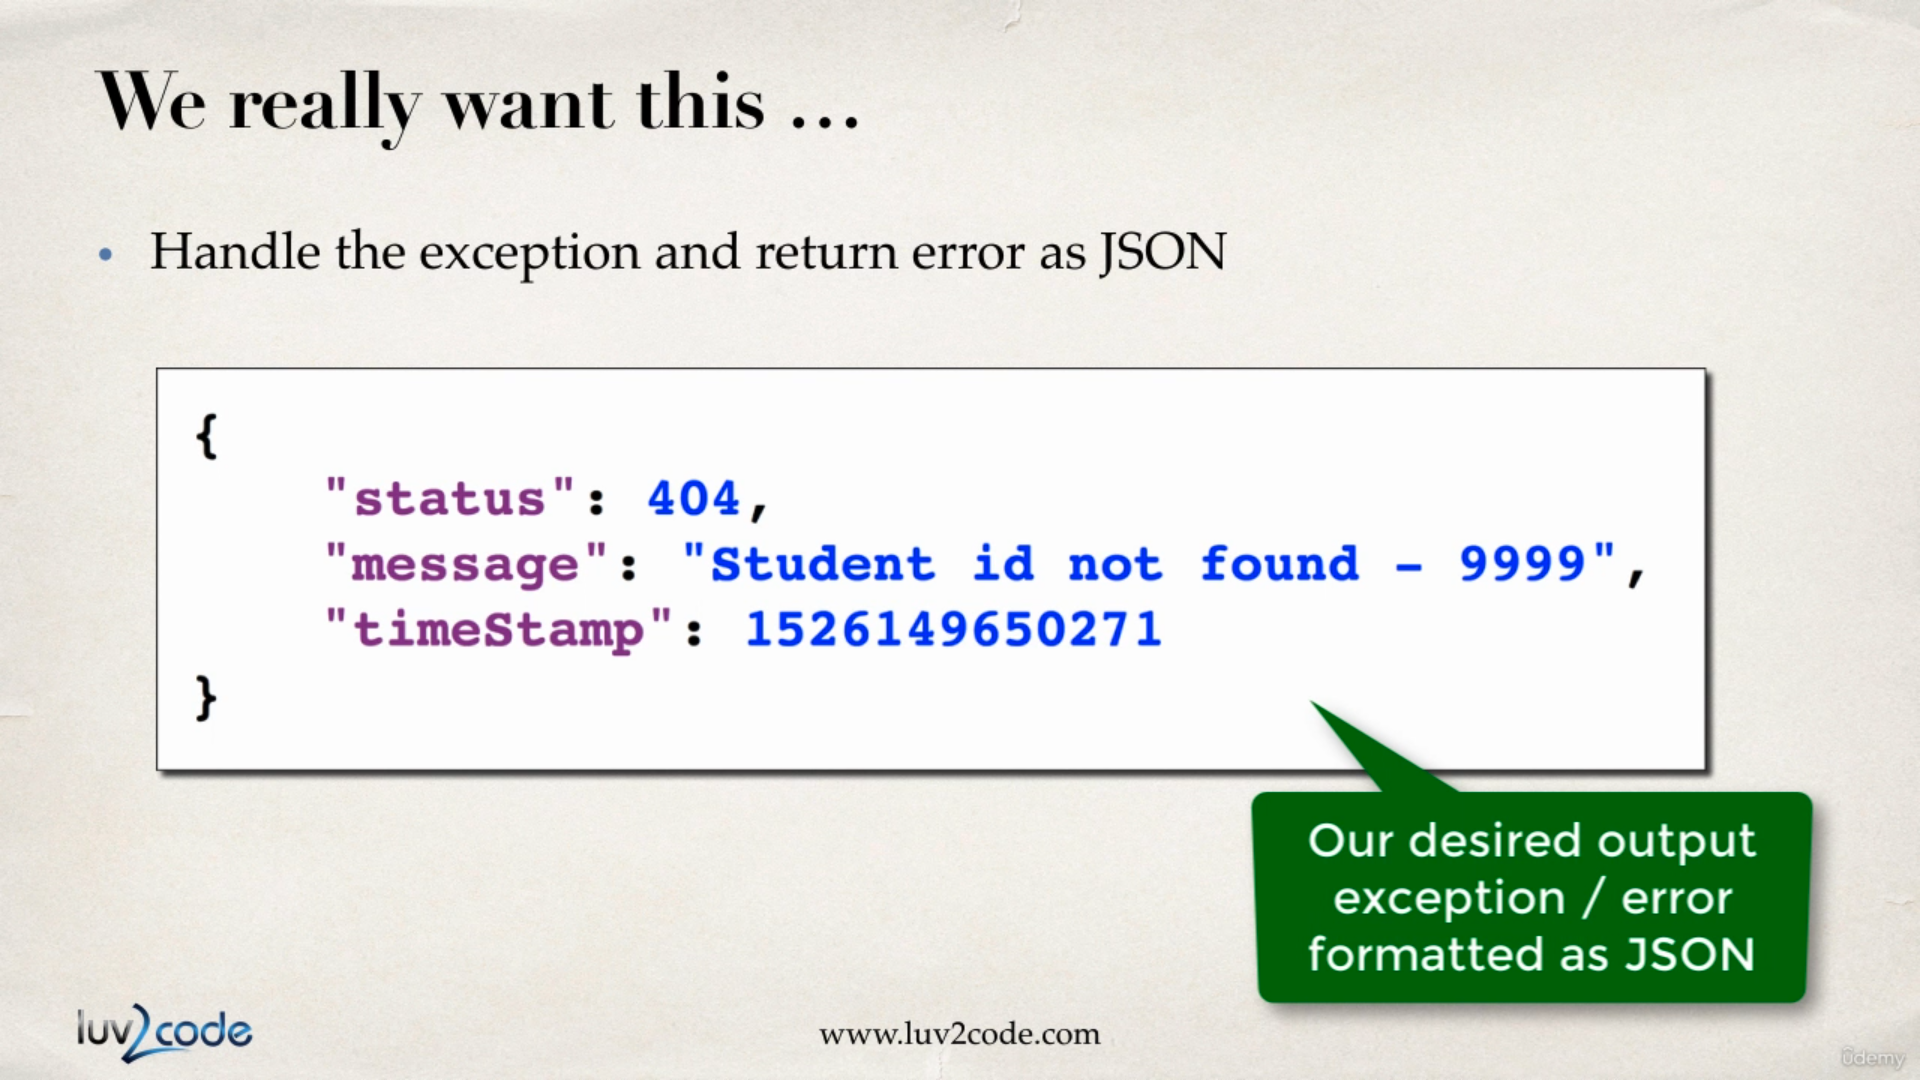 We really want this ...
• Handle the exception and return error as JSON
{
"status": 404,
"message": "Student id not found - 9999",
"timeStamp": 1526149650271
}
Our desired output
exception / error
formatted as JSON
luv2code
www.luv2code.com
ûdemy